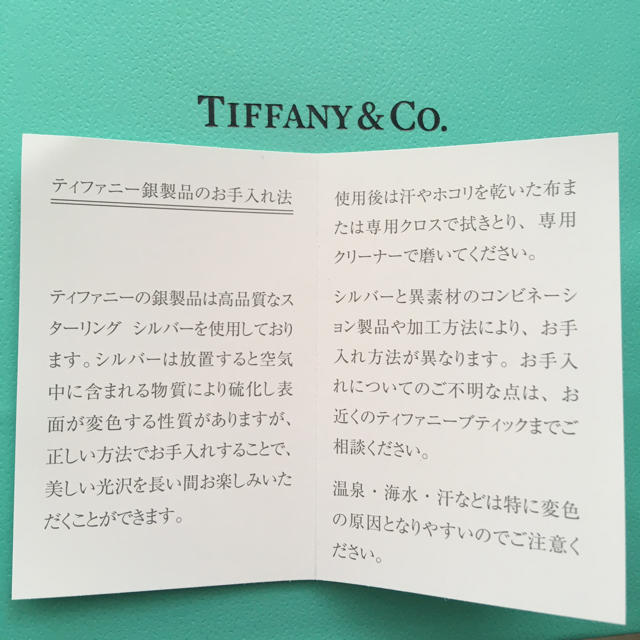 TIFFANY & CO.
ティファニー銀製品のお手入れ法
ティファニーの銀製品は高品質なス
ターリング シルバーを使用しており
ます。シルバーは放置すると空気
中に含まれる物質により硫化し表
面が変色する性質がありますが、
正しい方法でお手入れすることで、
美しい光沢を長い間お楽しみいた
だくことができます。
使用後は汗やホコリを乾いた布ま
たは専用クロスで拭きとり、専用
クリーナーで磨いてください。
シルバーと異素材のコンビネーシ
ョン製品や加工方法により、お手
入れ方法が異なります。お手入
れについてのご不明な点は、お
近くのティファニーブティックまでご
相談ください。
温泉・海水・汗などは特に変色
の原因となりやすいのでご注意く
ださい。